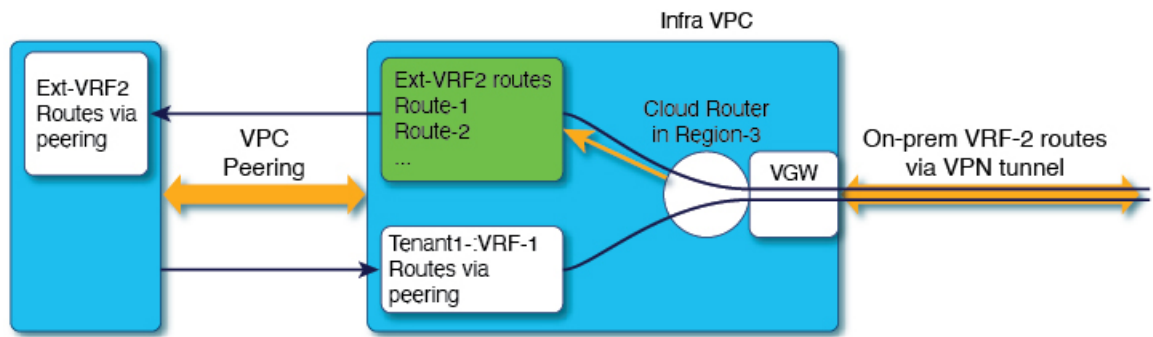 Infra VPC
Ext-VRF2
Routes via
peering
VPC
Peering
Ext-VRF2 routes
Route-1
Route-2
...
Cloud Router
in Region-3
VGW
On-prem VRF-2 routes
via VPN tunnel
Tenant1-:VRF-1
Routes via
peering